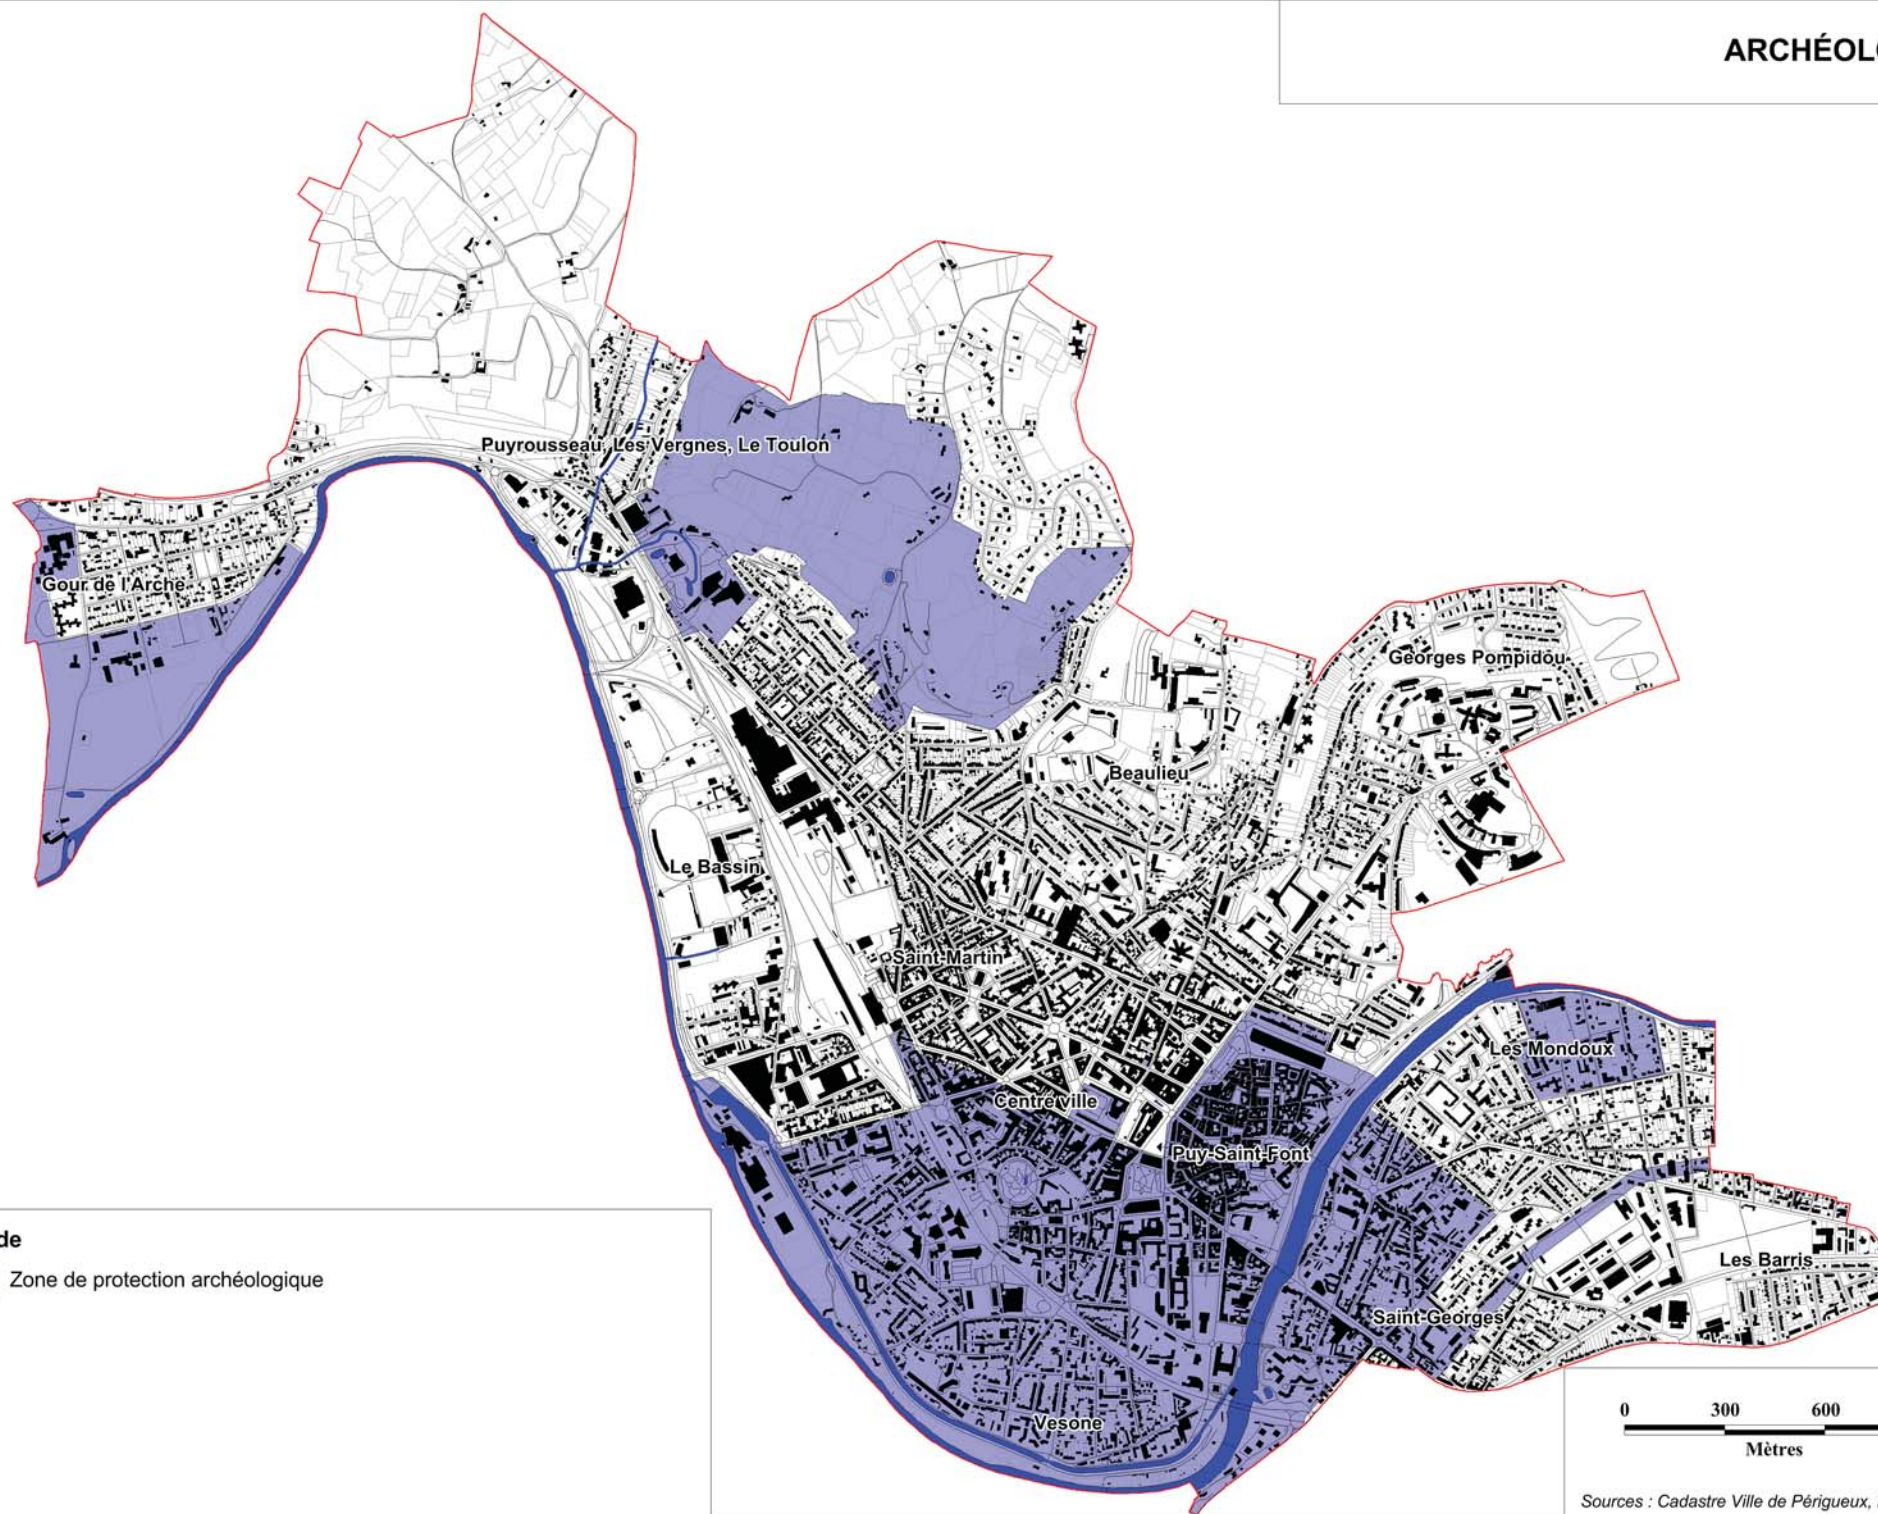 ARCHÉOLO
Puyrousseau, Les Vergnes, Le Toulon
Gour de l'Arche
Georges Pompidou
Beaulieu
Le Bassin
Saint-Martin
Les Mondoux
Centre ville
Puy-Saint-Font
de
Zone de protection archéologique
Les Barris
Saint-Georges
Vesone
0 300 600
Mètres
Sources : Cadastre Ville de Périgueux,